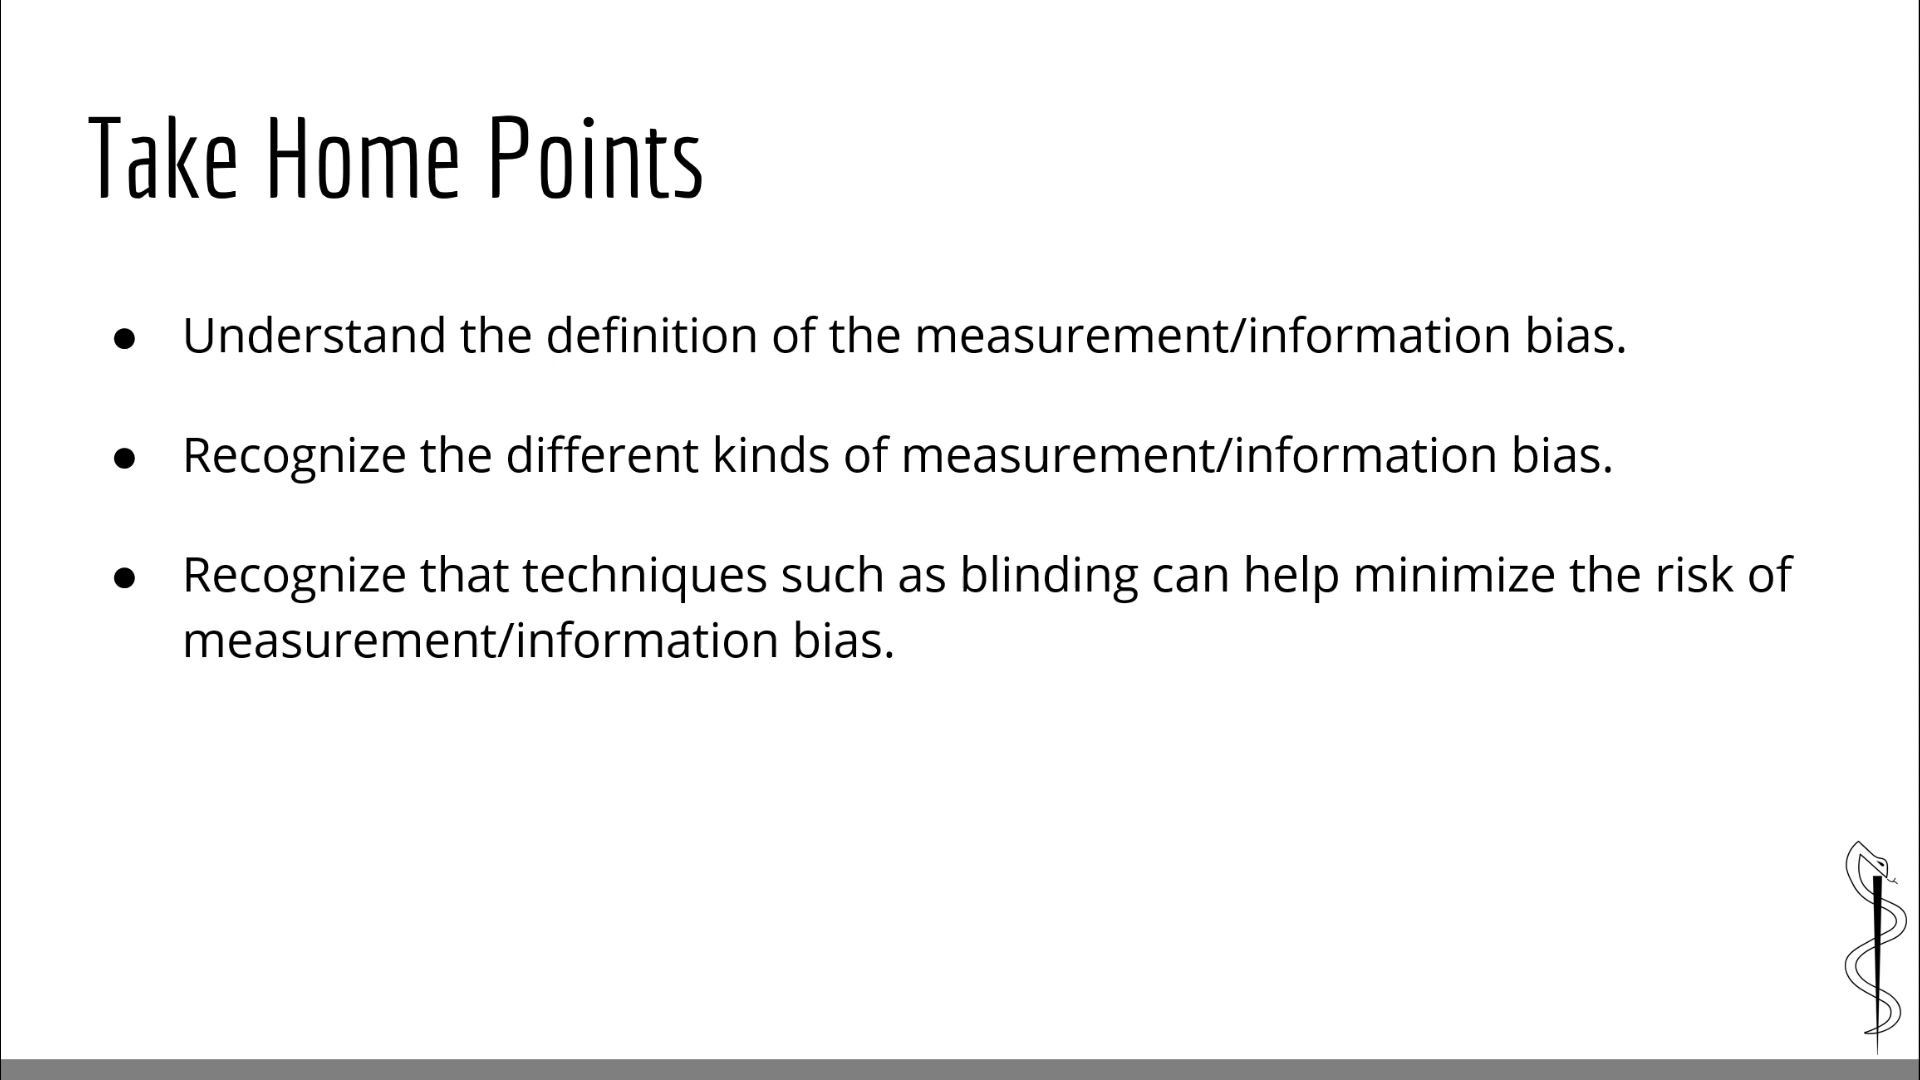 Take Home Points
● Understand the definition of the measurement/information bias.
● Recognize the different kinds of measurement/information bias.
● Recognize that techniques such as blinding can help minimize the risk of
measurement/information bias.